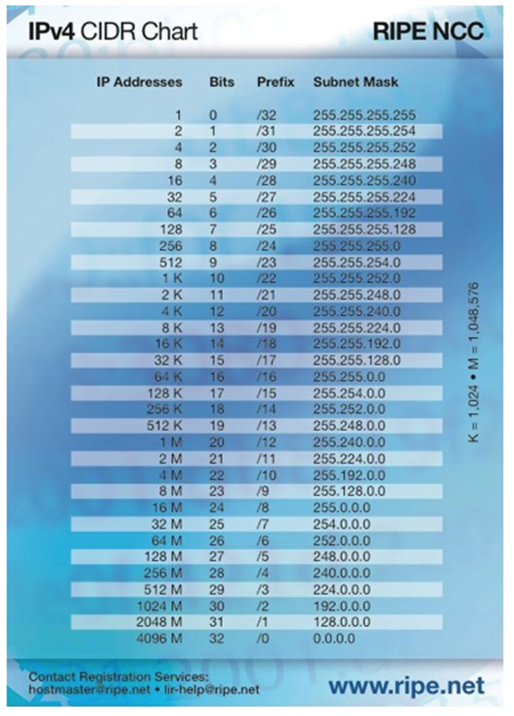 IPv4 CIDR Chart RIPE NCC
IP Addresses Bits Prefix Subnet Mask
1 0 /32 255.255.255.255
2 1 /31 255.255.255.254
4 2 /30 255.255.255.252
8 3 /29 255.255.255.248
16 4 /28 255.255.255.240
32 5 /27 255.255.255.224
64 6 /26 255.255.255.192
128 7 /25 255.255.255.128
256 8 /24 255.255.255.0
512 9 /23 255.255.254.0
1 K 10 /22 255.255.252.0
2 K 11 /21 255.255.248.0
4 K 12 /20 255.255.240.0
8 K 13 /19 255.255.224.0
16 K 14 /18 255.255.192.0
32 K 15 /17 255.255.128.0
64 K 16 /16 255.255.0.0
128 K 17 /15 255.254.0.0
256 K 18 /14 255.252.0.0
512 K 19 /13 255.248.0.0
1 M 20 /12 255.240.0.0
2 M 21 /11 255.224.0.0
4 M 22 /10 255.192.0.0
8 M 23 /9 255.128.0.0
16 M 24 /8 255.0.0.0
32 M 25 /7 254.0.0.0
64 M 26 /6 252.0.0.0
128 M 27 /5 248.0.0.0
256 M 28 /4 240.0.0.0
512 M 29 /3 224.0.0.0
1024 M 30 /2 192.0.0.0
2048 M 31 /1 128.0.0.0
4096 M 32 /0 0.0.0.0
K = 1,024 • M = 1,048,576
Contact Registration Services:
hostmaster@ripe.net • lir-help@ripe.net
www.ripe.net